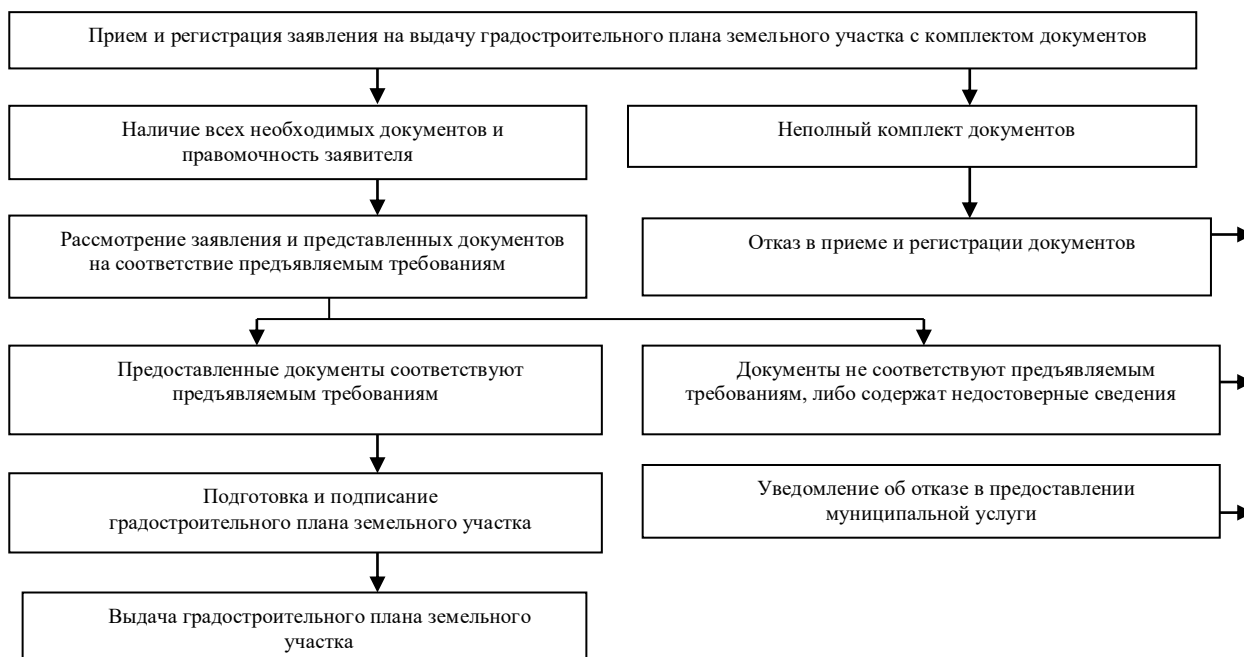 Прием и регистрация заявления на выдачу градостроительного плана земельного участка с комплектом документов
Наличие всех необходимых документов и
правомочность заявителя
Неполный комплект документов
Рассмотрение заявления и представленных документов
на соответствие предъявляемым требованиям
Отказ в приеме и регистрации документов
Предоставленные документы соответствуют
предъявляемым требованиям
Документы не соответствуют предъявляемым
требованиям, либо содержат недостоверные сведения
Подготовка и подписание
градостроительного плана земельного участка
Уведомление об отказе в предоставлении
муниципальной услуги
Выдача градостроительного плана земельного
участка